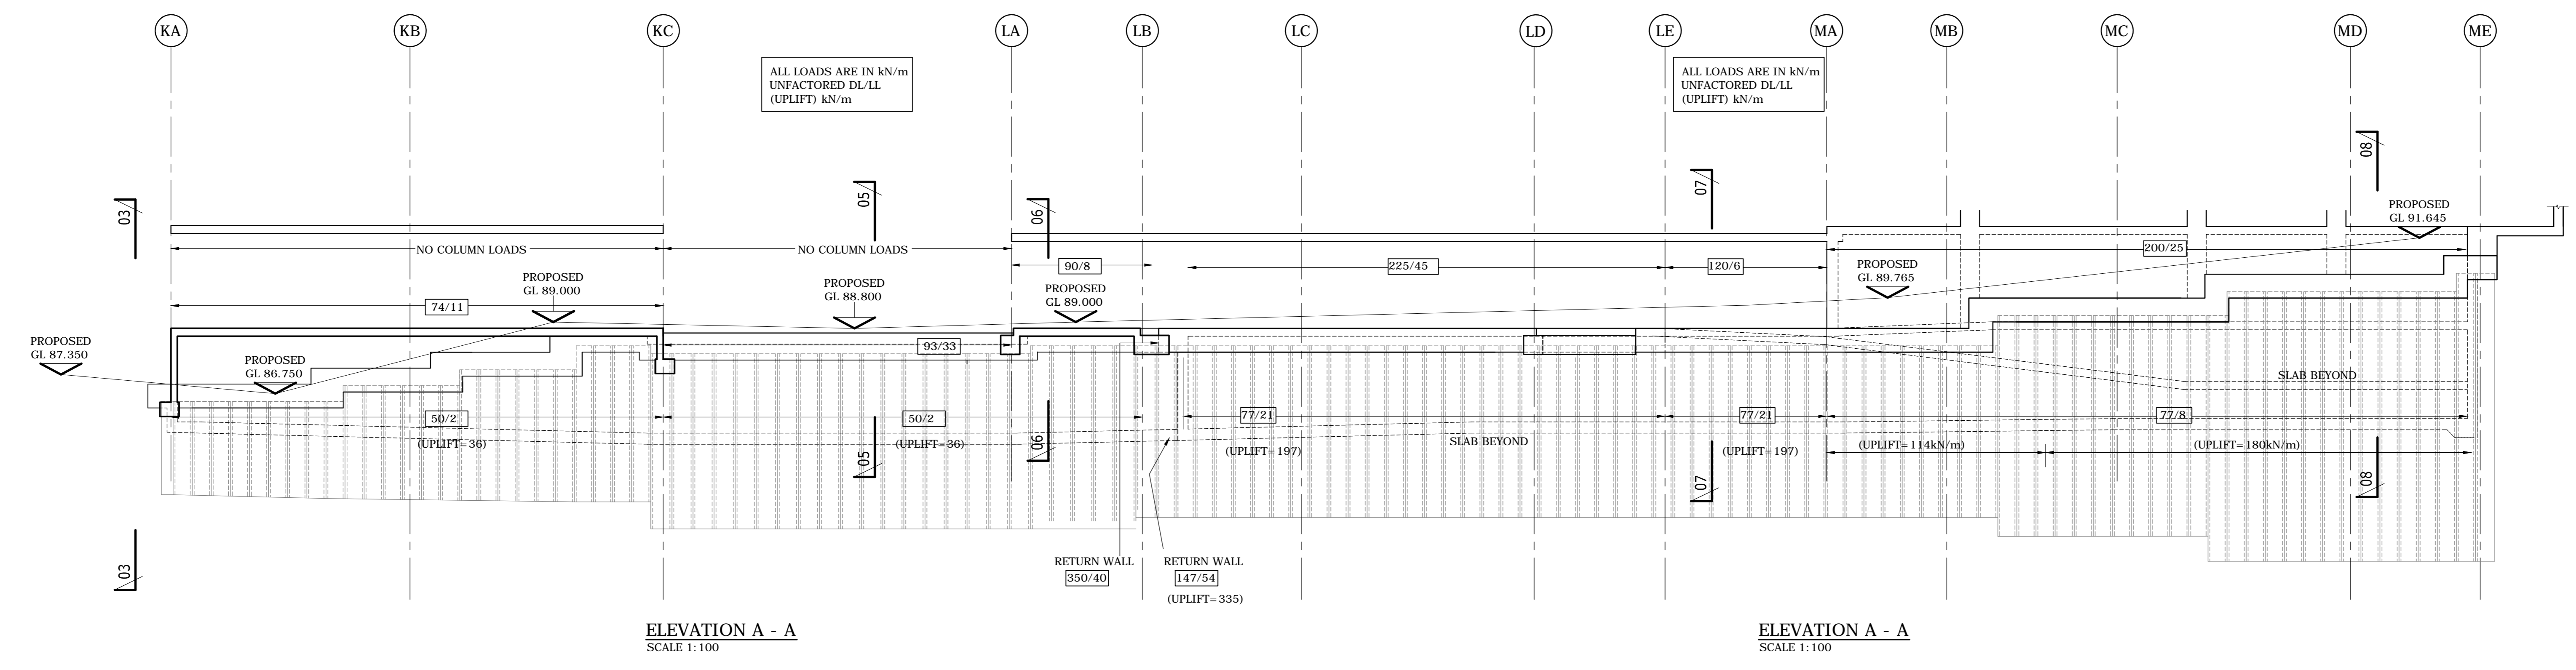 KA
KB
KC
LA
LB
LC
LD
LE
MA
MB
MC
MD
ME
ALL LOADS ARE IN kN/m
UNFACTORED DL/LL
(UPLIFT) kN/m
ALL LOADS ARE IN kN/m
UNFACTORED DL/LL
(UPLIFT) kN/m
03
05
06
07
08
NO COLUMN LOADS
NO COLUMN LOADS
90/8
225/45
120/6
200/25
PROPOSED
GL 91.645
PROPOSED
GL 89.765
PROPOSED
GL 89.000
PROPOSED
GL 88.800
PROPOSED
GL 89.000
74/11
PROPOSED
GL 87.350
PROPOSED
GL 86.750
93/33
SLAB BEYOND
50/2
(UPLIFT=36)
50/2
(UPLIFT=36)
77/21
(UPLIFT=197)
SLAB BEYOND
77/21
(UPLIFT=197)
77/8
(UPLIFT=114kN/m)
(UPLIFT=180kN/m)
05
06
07
08
03
RETURN WALL
350/40
RETURN WALL
147/54
(UPLIFT=335)
ELEVATION A - A
SCALE 1:100
ELEVATION A - A
SCALE 1:100